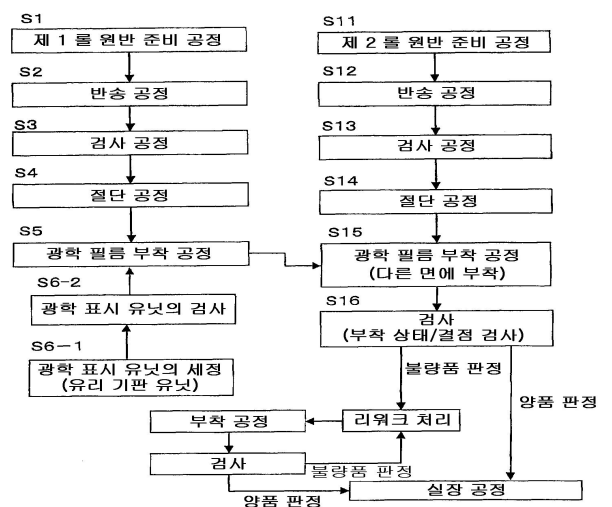 S1
제 1 롤 원반 준비 공정
S2
반송 공정
S3
검사 공정
S4
절단 공정
S5
광학 필름 부착 공정
S6-2
광학 표시 유닛의 검사
S6-1
광학 표시 유닛의 세정
(유리 기판 유닛)
S11
제 2 롤 원반 준비 공정
S12
반송 공정
S13
검사 공정
S14
절단 공정
S15
광학 필름 부착 공정
(다른 면에 부착)
S16
검사
(부착 상태/결점 검사)
불량품 판정
양품 판정
부착 공정
리워크 처리
검사
불량품 판정
양품 판정
실장 공정